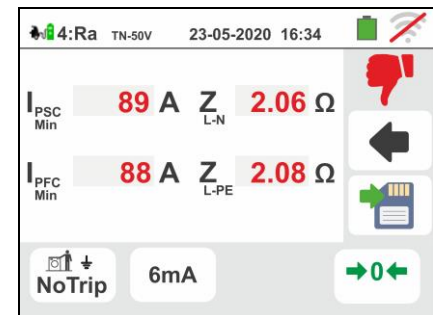 4:Ra TN-50V 23-05-2020 16:34
IPSC Min 89 A ZL-N 2.06 Ω
IPFC Min 88 A ZL-PE 2.08 Ω
NoTrip 6mA →0←